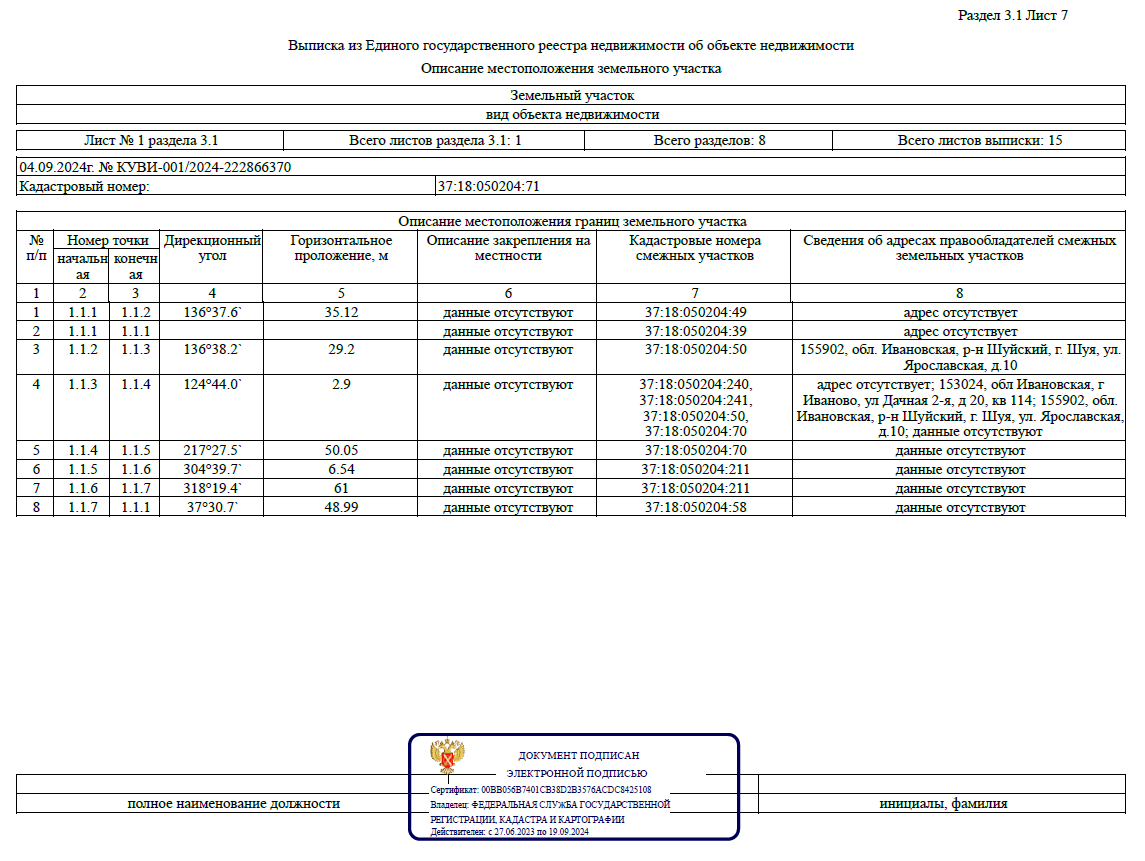 Раздел 3.1 Лист 7
Выписка из Единого государственного реестра недвижимости об объекте недвижимости
Описание местоположения земельного участка
Земельный участок
вид объекта недвижимости
Лист № 1 раздела 3.1 Всего листов раздела 3.1: 1 Всего разделов: 8 Всего листов выписки: 15
04.09.2024г. № КУВИ-001/2024-222866370
Кадастровый номер: 37:18:050204:71
Описание местоположения границ земельного участка
№ Номер точки Дирекционный Горизонтальное Описание закрепления на Кадастровые номера Сведения об адресах правообладателей смежных
п/п начальн конечн угол проложение, м местности смежных участков земельных участков
ая ая
1 2 3 4 5 6 7 8
1 1.1.1 1.1.2 136°37.6` 35.12 данные отсутствуют 37:18:050204:49 адрес отсутствует
2 1.1.1 1.1.1 данные отсутствуют 37:18:050204:39 адрес отсутствует
3 1.1.2 1.1.3 136°38.2` 29.2 данные отсутствуют 37:18:050204:50 155902, обл. Ивановская, р-н Шуйский, г. Шуя, ул.
Ярославская, д.10
4 1.1.3 1.1.4 124°44.0` 2.9 данные отсутствуют 37:18:050204:240, адрес отсутствует; 153024, обл Ивановская, г
37:18:050204:241, Иваново, ул Дачная 2-я, д 20, кв 114; 155902, обл.
37:18:050204:50, Ивановская, р-н Шуйский, г. Шуя, ул. Ярославская,
37:18:050204:70 д.10; данные отсутствуют
5 1.1.4 1.1.5 217°27.5` 50.05 данные отсутствуют 37:18:050204:70 данные отсутствуют
6 1.1.5 1.1.6 304°39.7` 6.54 данные отсутствуют 37:18:050204:211 данные отсутствуют
7 1.1.6 1.1.7 318°19.4` 61 данные отсутствуют 37:18:050204:211 данные отсутствуют
8 1.1.7 1.1.1 37°30.7` 48.99 данные отсутствуют 37:18:050204:58 данные отсутствуют
ДОКУМЕНТ ПОДПИСАН
ЭЛЕКТРОННОЙ ПОДПИСЬЮ
Сертификат: 00BB056B7401CB38D2B3576ACDC8425108
полное наименование должности Владелец: ФЕДЕРАЛЬНАЯ СЛУЖБА ГОСУДАРСТВЕННОЙ инициалы, фамилия
РЕГИСТРАЦИИ, КАДАСТРА И КАРТОГРАФИИ
Действителен: с 27.06.2023 по 19.09.2024